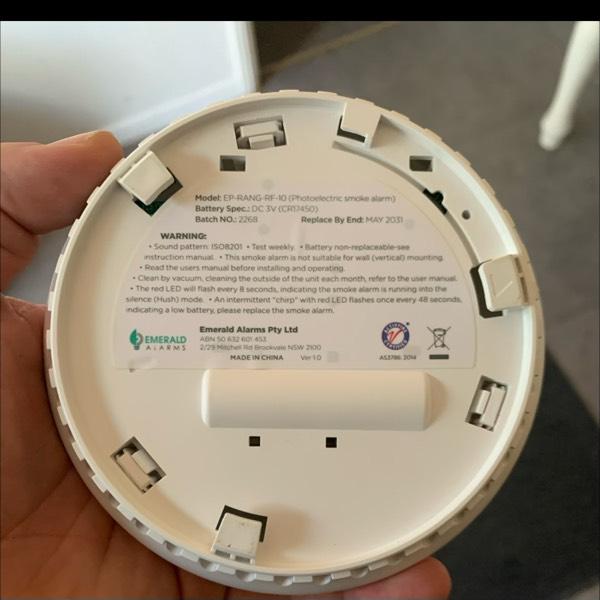 Model: EP-RANG-RF-10 (Photoelectric smoke alarm)
Battery Spec.: DC 3V (CR17450)
Batch NO.: 2268 Replace By End: MAY 2031
WARNING:
• Sound pattern: ISO8201 • Test weekly. • Battery non-replaceable-see
instruction manual. • This smoke alarm is not suitable for wall (vertical) mounting.
• Read the users manual before installing and operating.
• Clean by vacuum, cleaning the outside of the unit each month, refer to the user manual.
• The red LED will flash every 8 seconds, indicating the smoke alarm is running into the
silence (Hush) mode. • An intermittent "chirp" with red LED flashes once every 48 seconds,
indicating a low battery, please replace the smoke alarm.
EMERALD
ALARMS
Emerald Alarms Pty Ltd
ABN 50 632 601 453
2/29 Mitchell Rd Brookvale NSW 2100
MADE IN CHINA Ver 1.0
AS3786: 2014